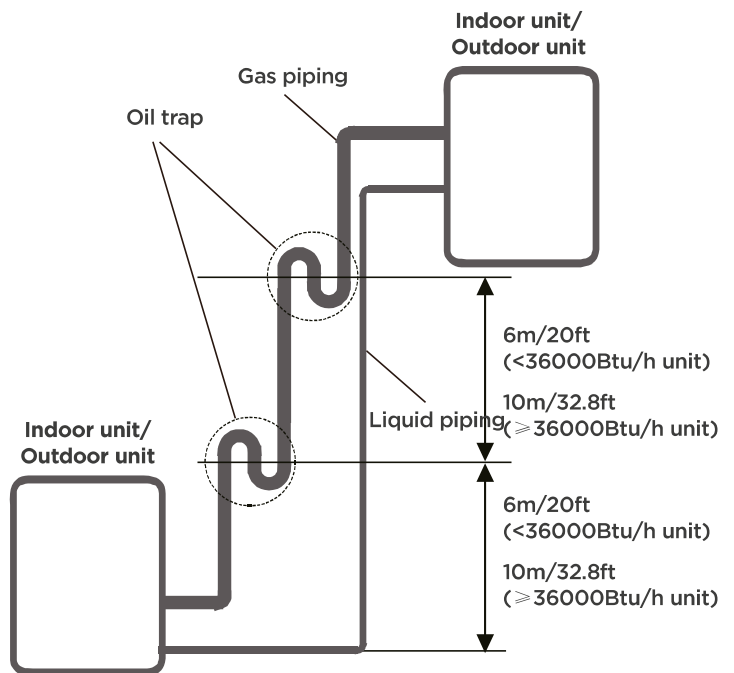 Indoor unit/
Outdoor unit
Gas piping
Oil trap
6m/20ft
(<36000Btu/h unit)
Liquid piping
10m/32.8ft
(⩾36000Btu/h unit)
Indoor unit/
Outdoor unit
6m/20ft
(<36000Btu/h unit)
10m/32.8ft
(⩾36000Btu/h unit)